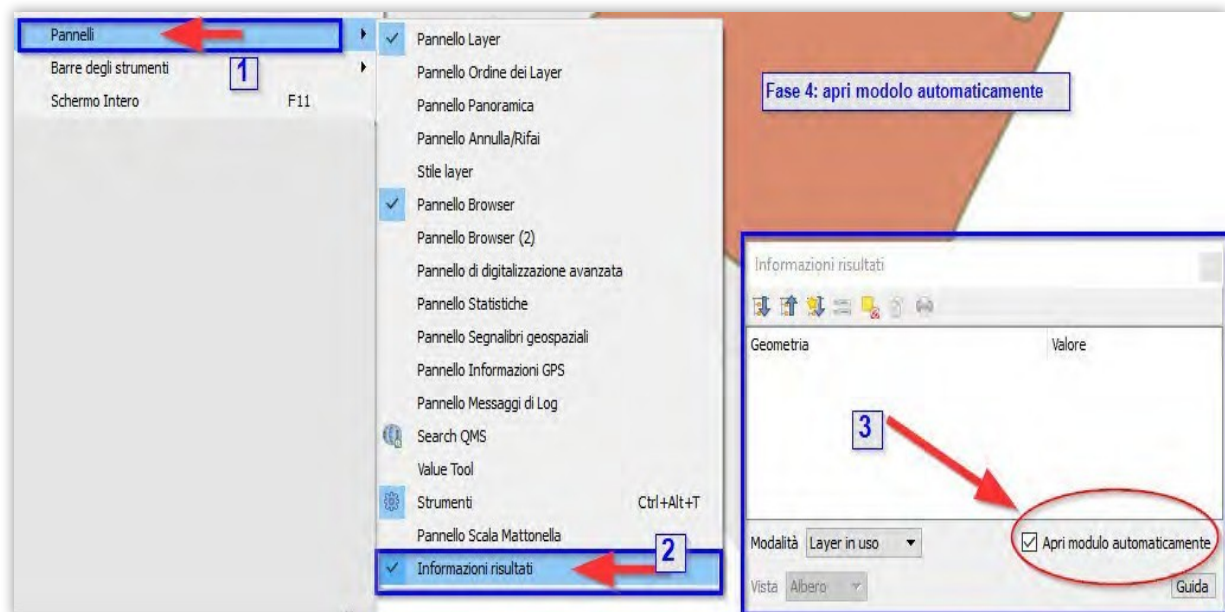 Pannelli
1
Barre degli strumenti
Schermo Intero F11
Pannello Layer
Pannello Ordine dei Layer
Pannello Panoramica
Pannello Annulla/Rifai
Stile layer
Pannello Browser
Pannello Browser (2)
Pannello di digitalizzazione avanzata
Pannello Statistiche
Pannello Segnalibri geospaziali
Pannello Informazioni GPS
Pannello Messaggi di Log
Search QMS
Value Tool
Strumenti Ctrl+Alt+T
Pannello Scala Mattonella
2
Informazioni risultati
Fase 4: apri modolo automaticamente
Informazioni risultati
Geometria Valore
3
Modalità Layer in uso Apri modulo automaticamente
Vista Albero Guida